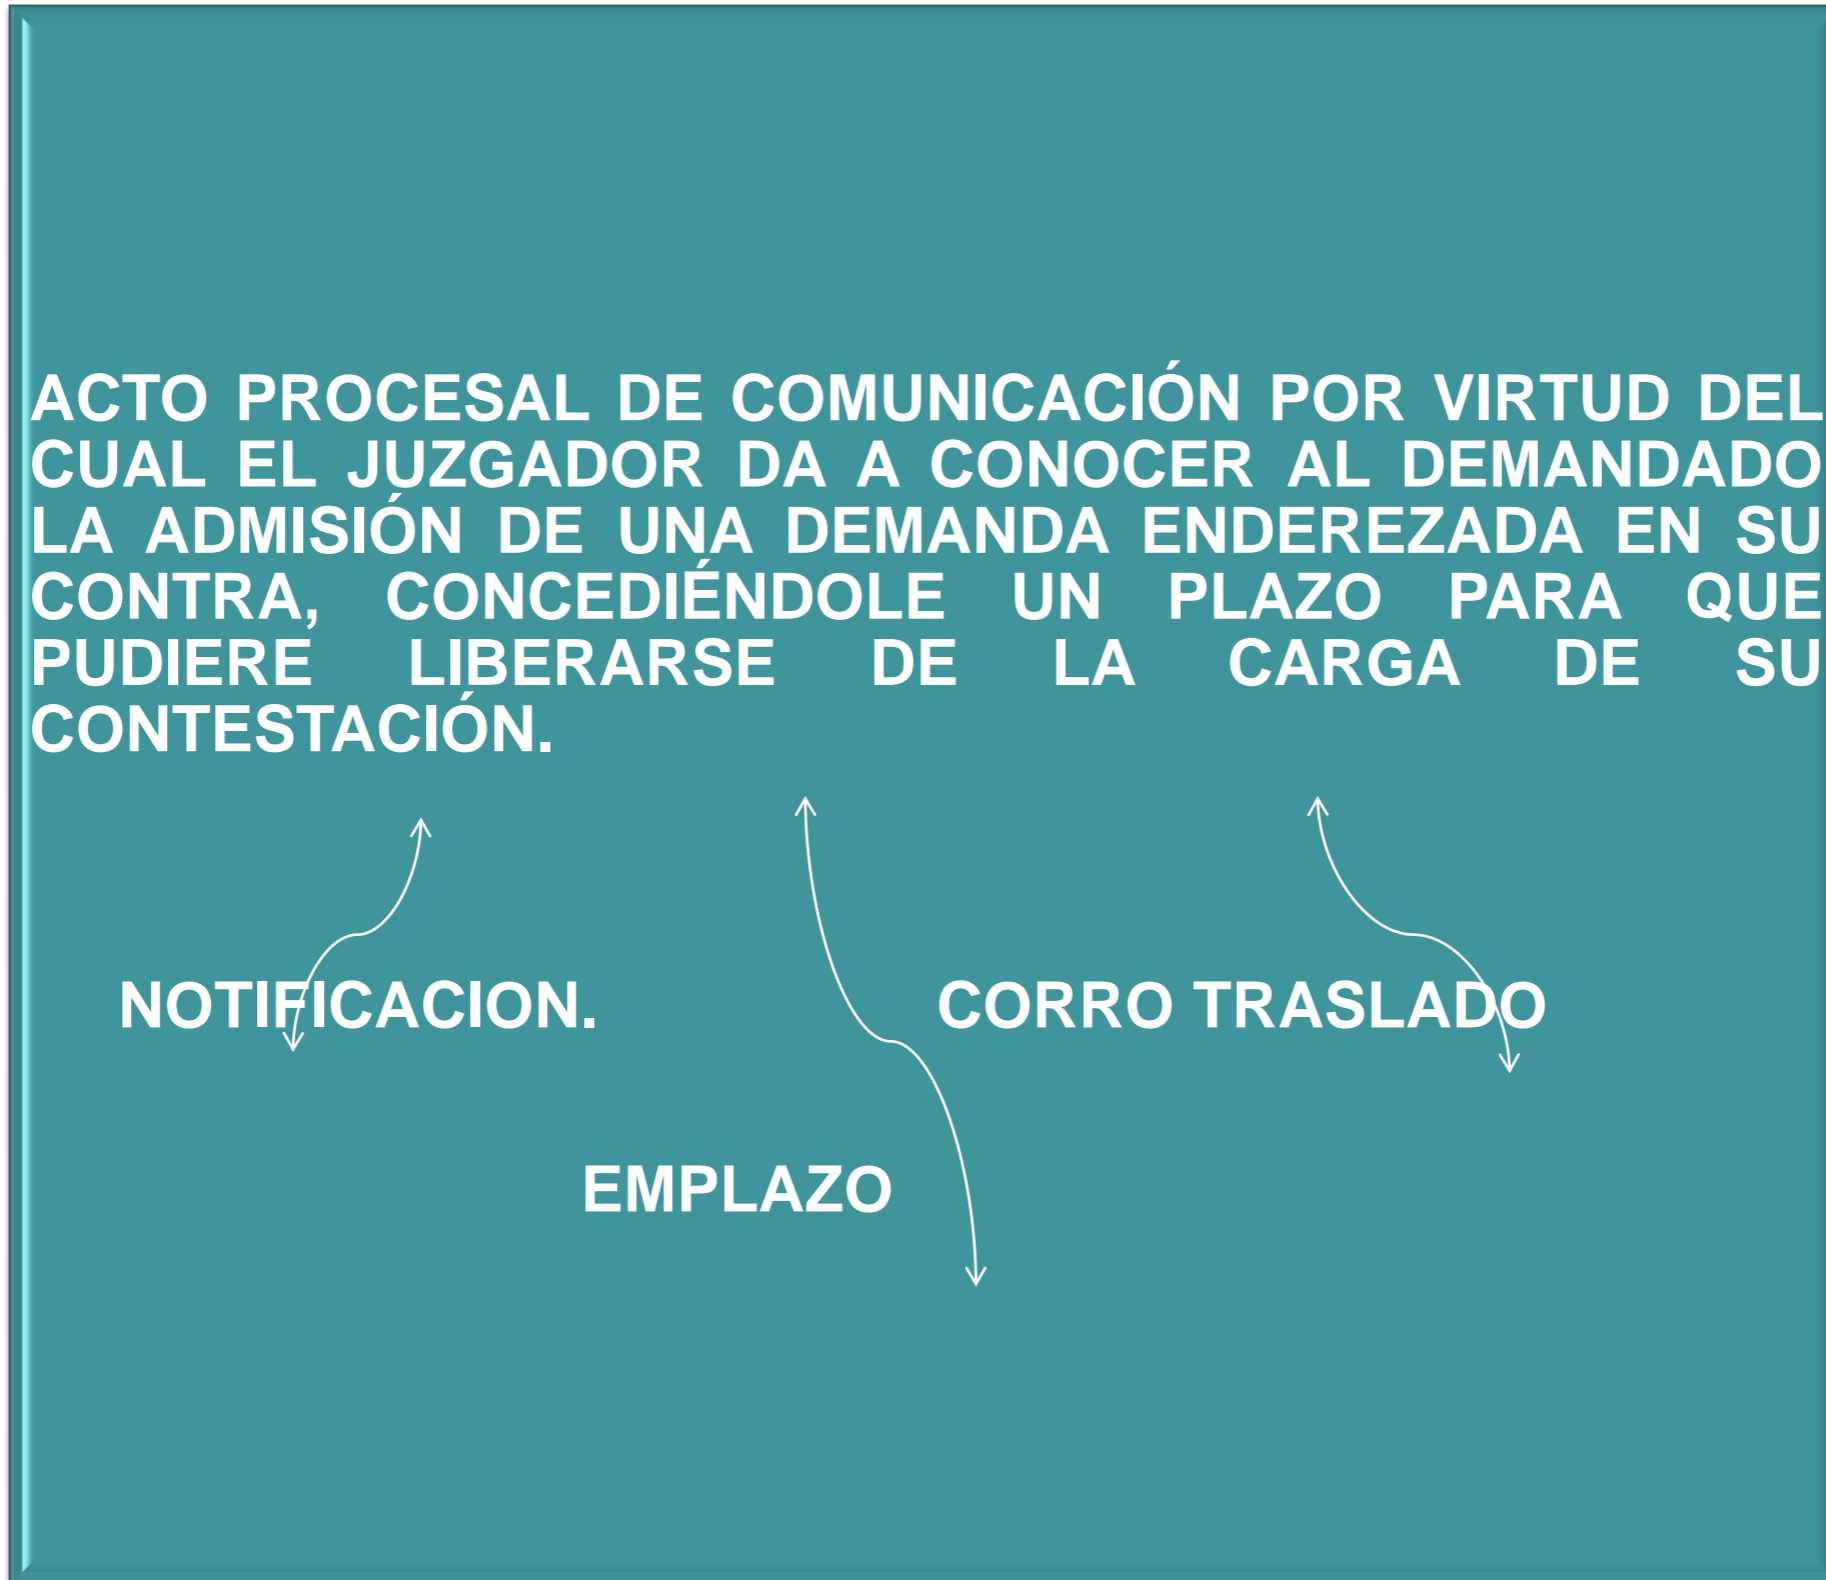 ACTO PROCESAL DE COMUNICACIÓN POR VIRTUD DEL
CUAL EL JUZGADOR DA A CONOCER AL DEMANDADO
LA ADMISIÓN DE UNA DEMANDA ENDEREZADA EN SU
CONTRA, CONCEDIÉNDOLE UN PLAZO PARA QUE
PUDIERE LIBERARSE DE LA CARGA DE SU
CONTESTACIÓN.
NOTIFICACION. CORRO TRASLADO
EMPLAZO